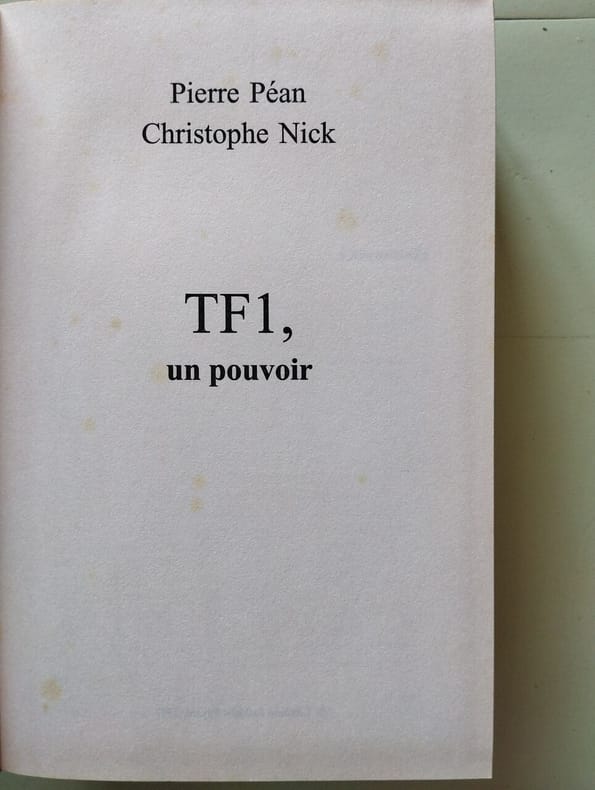 Pierre Péan
Christophe Nick
TF1,
un pouvoir